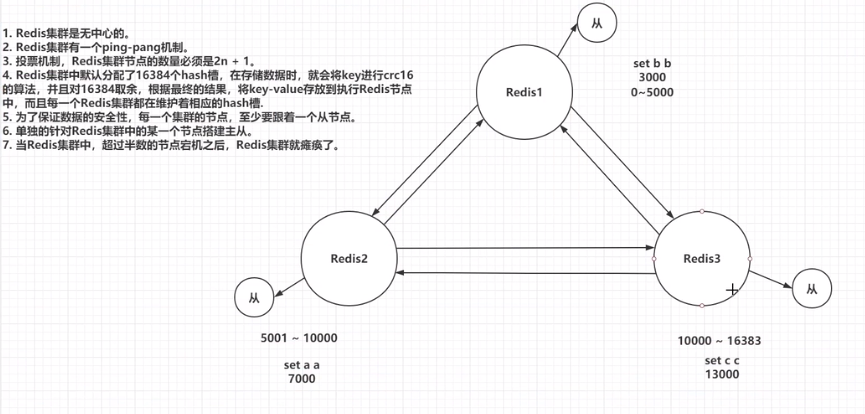 1. Redis集群是无中心的。
2. Redis集群有一个ping-pang机制。
3. 投票机制，Redis集群节点的数量必须是2n + 1。
4. Redis集群中默认分配了16384个hash槽，在存储数据时，就会将key进行crc16
的算法，并且对16384取余，根据最终的结果，将key-value存放到执行Redis节点
中，而且每一个Redis集群都在维护着相应的hash槽.
5. 为了保证数据的安全性，每一个集群的节点，至少要跟着一个从节点。
6. 单独的针对Redis集群中的某一个节点搭建主从。
7. 当Redis集群中，超过半数的节点宕机之后，Redis集群就瘫痪了。
从
Redis1
set b b
3000
0~5000
Redis2
Redis3
从
从
5001 ~ 10000
set a a
7000
10000 ~ 16383
set c c
13000